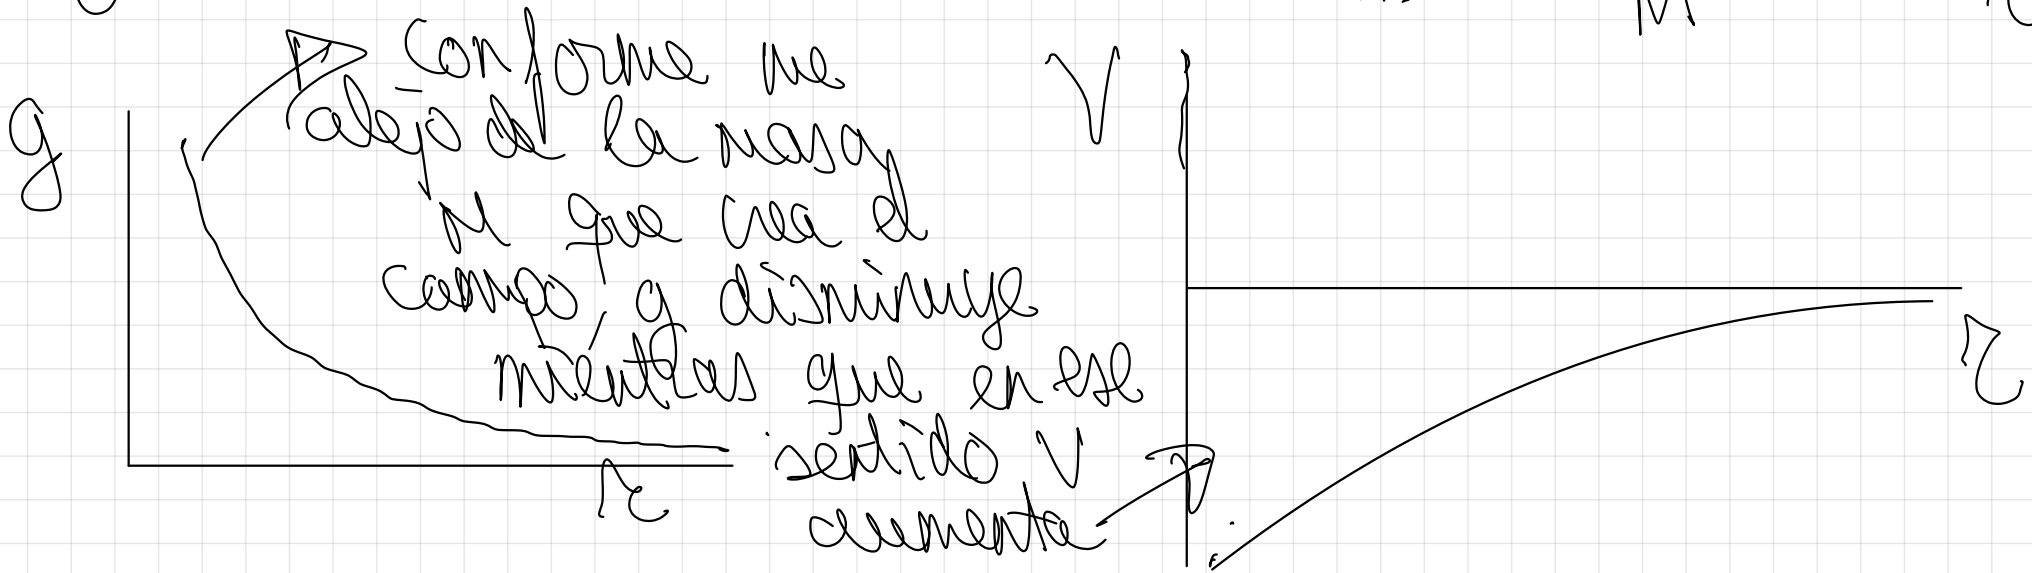 g
Conforme me
alejo de la masa
M que crea el
campo g disminuye
mientras que en ese
sentido V
aumenta
r
V
r